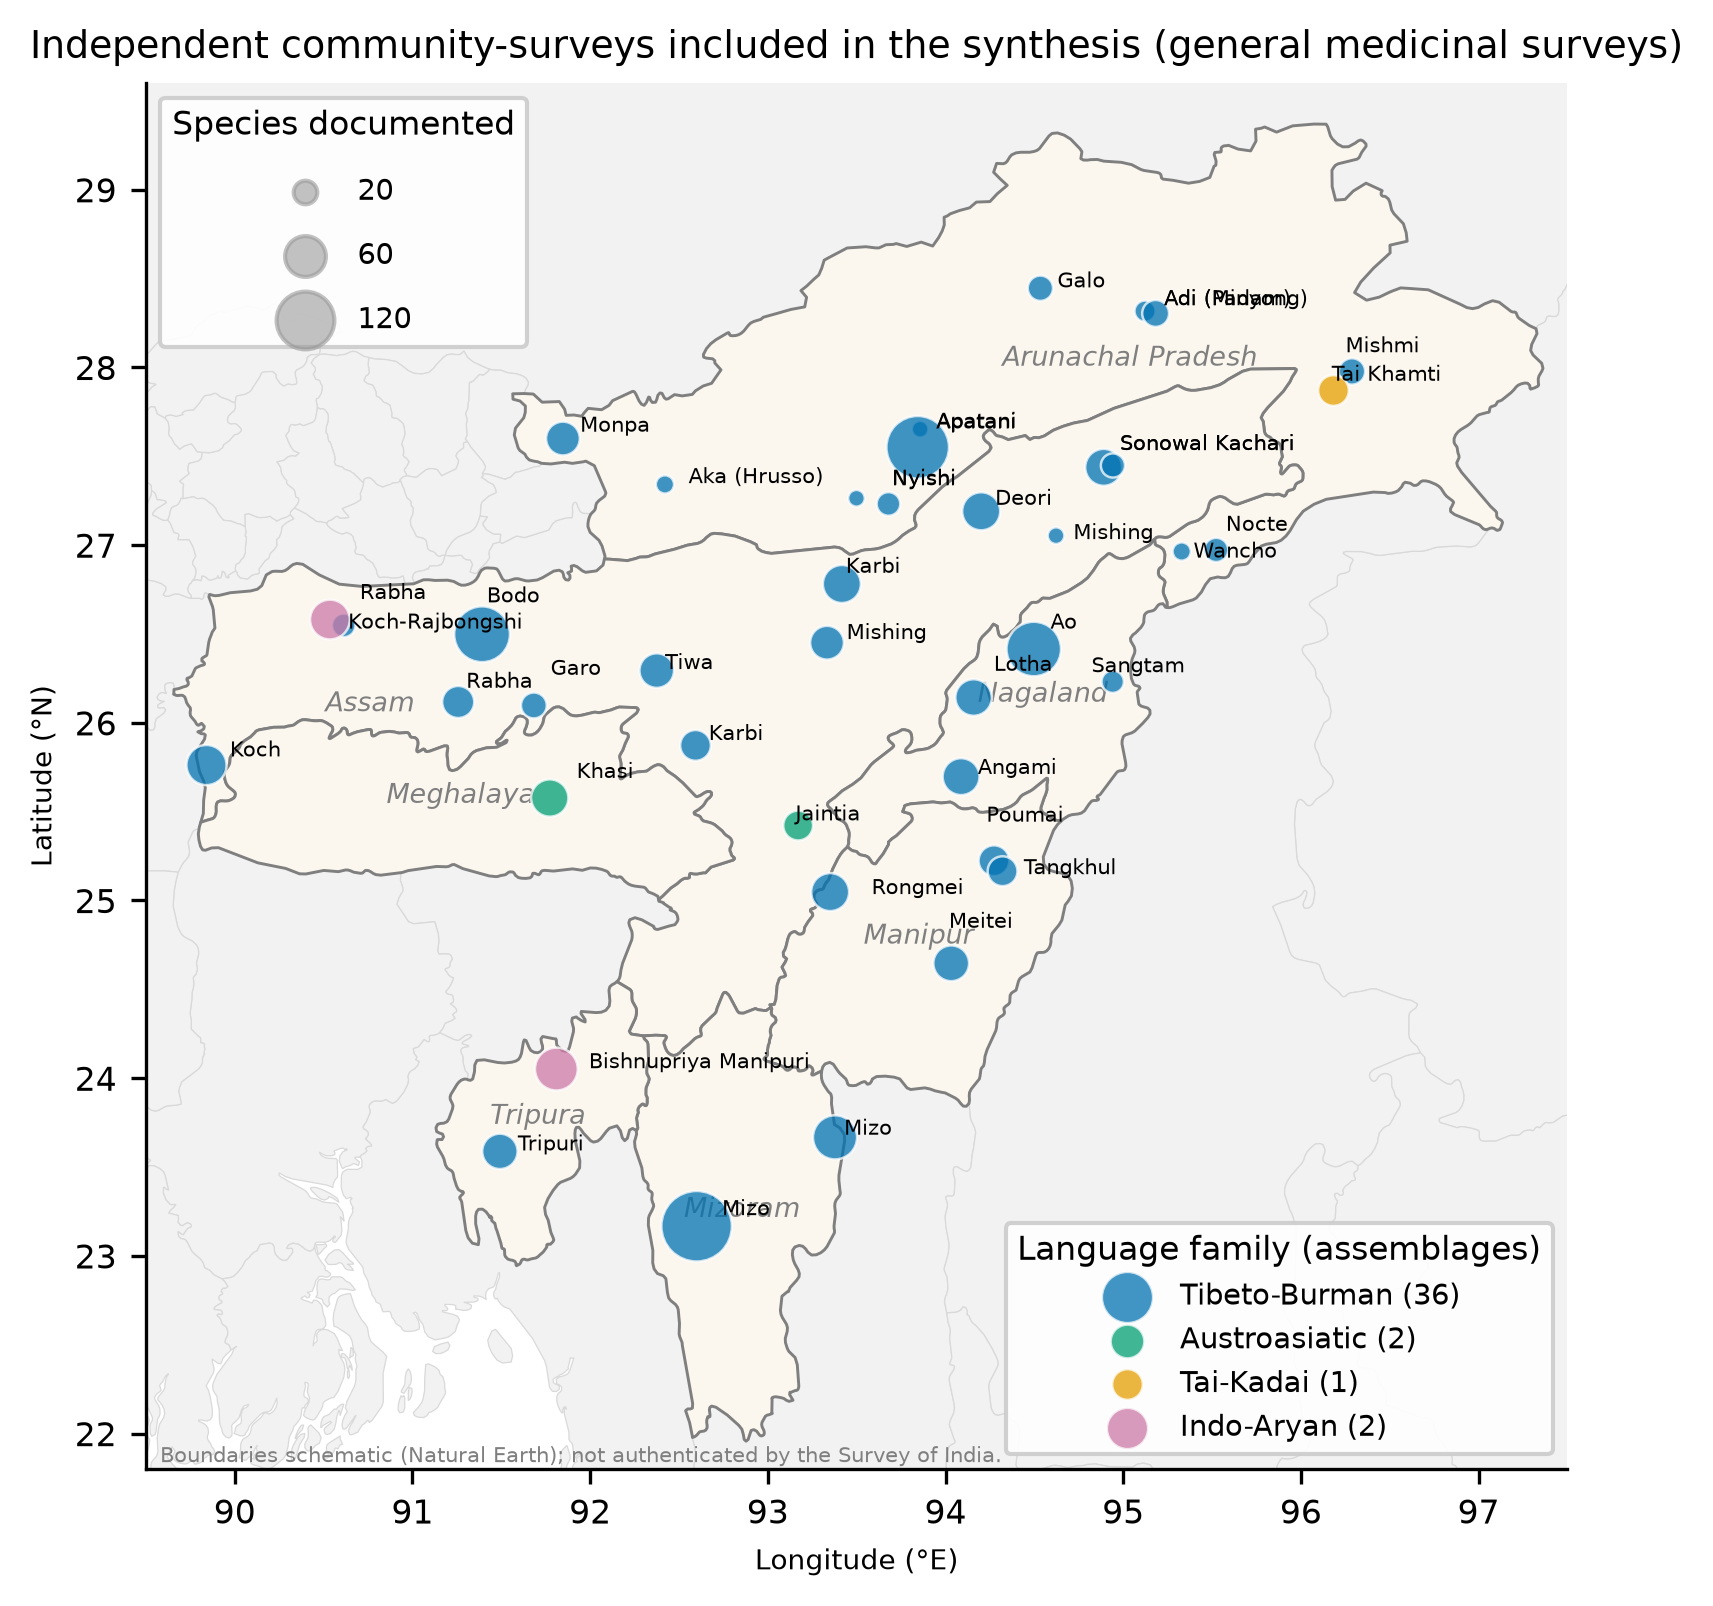 Independent community-surveys included in the synthesis (general medicinal surveys)
Species documented
20
60
120
29
28
27
26
25
24
23
22
Latitude (°N)
Galo
Adi (Padam)
Adi (Minyong)
Arunachal Pradesh
Mishmi
Tai Khamti
Monpa
Apatani
Sonowal Kachari
Aka (Hrusso)
Nyishi
Deori
Mishing
Nocte
Wancho
Karbi
Rabha
Bodo
Koch-Rajbongshi
Ao
Mishing
Tiwa
Garo
Lotha
Sangtam
Rabha
Nagaland
Assam
Karbi
Koch
Angami
Khasi
Meghalaya
Jaintia
Poumai
Tangkhul
Rongmei
Meitei
Manipur
Bishnupriya Manipuri
Tripura
Mizo
Tripuri
Mizo
Mizoram
Language family (assemblages)
Tibeto-Burman (36)
Austroasiatic (2)
Tai-Kadai (1)
Indo-Aryan (2)
Boundaries schematic (Natural Earth); not authenticated by the Survey of India.
90 91 92 93 94 95 96 97
Longitude (°E)